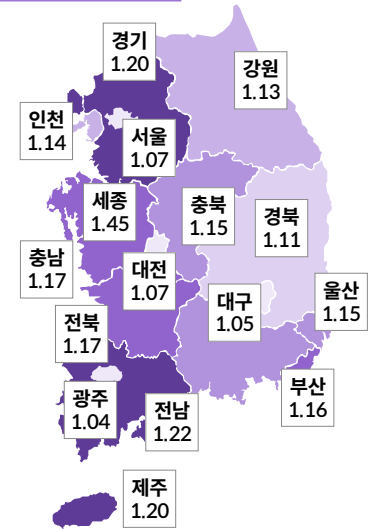 경기
1.20
강원
1.13
인천
1.14
서울
1.07
세종
1.45
충북
1.15
경북
1.11
충남
1.17
대전
1.07
대구
1.05
울산
1.15
전북
1.17
광주
1.04
전남
1.22
부산
1.16
제주
1.20